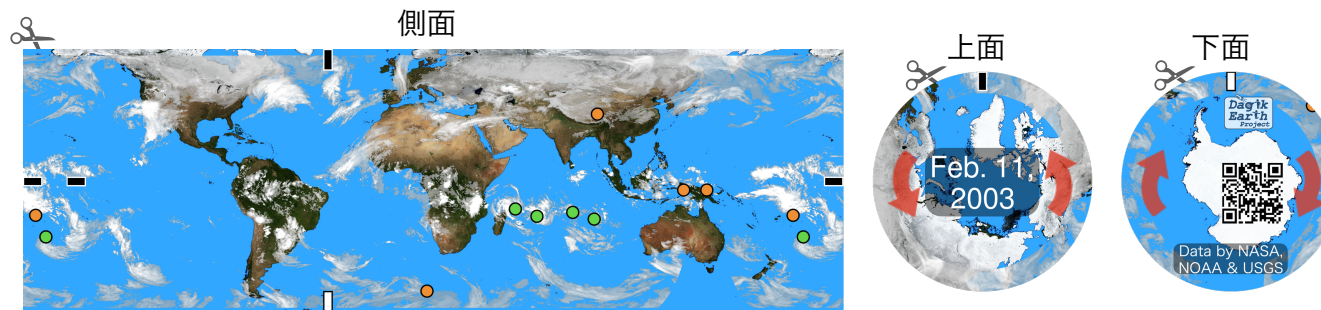 側面
上面
下面
Feb. 11,
2003
Dagik
Earth
Project
Data by NASA,
NOAA & USGS